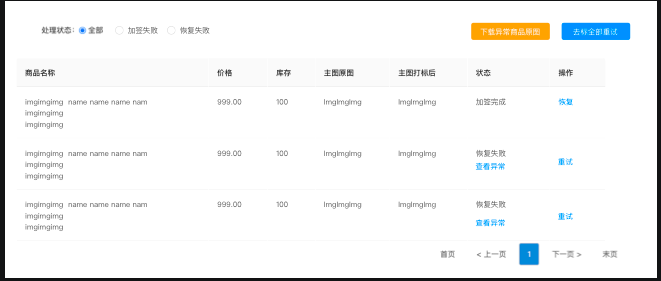 处理状态: 全部 加签失败 恢复失败 下载异常商品原图 去标全部重试
商品名称 价格 库存 主图原图 主图打标后 状态 操作
imgimgimg name name name nam 999.00 100 ImgImgImg ImgImgImg 加签完成 恢复
imgimgimg
imgimgimg
imgimgimg name name name nam 999.00 100 ImgImgImg ImgImgImg 恢复失败
imgimgimg 查看异常 重试
imgimgimg
imgimgimg name name name nam 999.00 100 ImgImgImg ImgImgImg 恢复失败
imgimgimg 查看异常 重试
imgimgimg
首页 < 上一页 1 下一页 > 末页